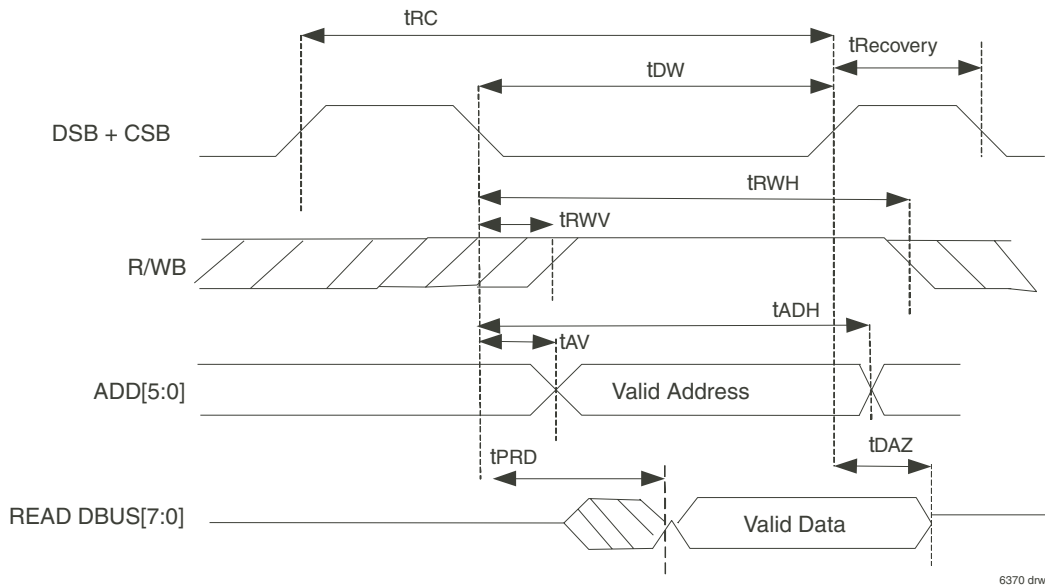 tRC
tRecovery
tDW
DSB + CSB
tRWH
tRWV
R/WB
tADH
tAV
ADD[5:0]
Valid Address
tDAZ
tPRD
READ DBUS[7:0]
Valid Data
6370 drw